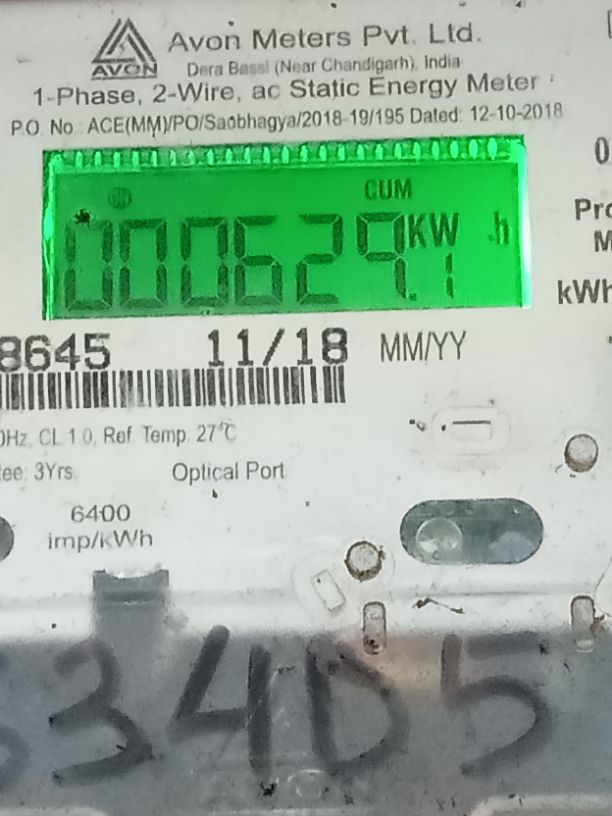 AVON
Avon Meters Pvt. Ltd.
Dera Bassi (Near Chandigarh), India
1-Phase, 2-Wire, ac Static Energy Meter
P.O. No.: ACE(MM)/PO/Saubhagya/2018-19/195 Dated: 12-10-2018
CUM
000629.1 KW h
8645 11/18 MM/YY
0Hz, CL 1.0, Ref. Temp. 27°C
ee: 3Yrs. Optical Port
6400
imp/kWh
kWh
3405